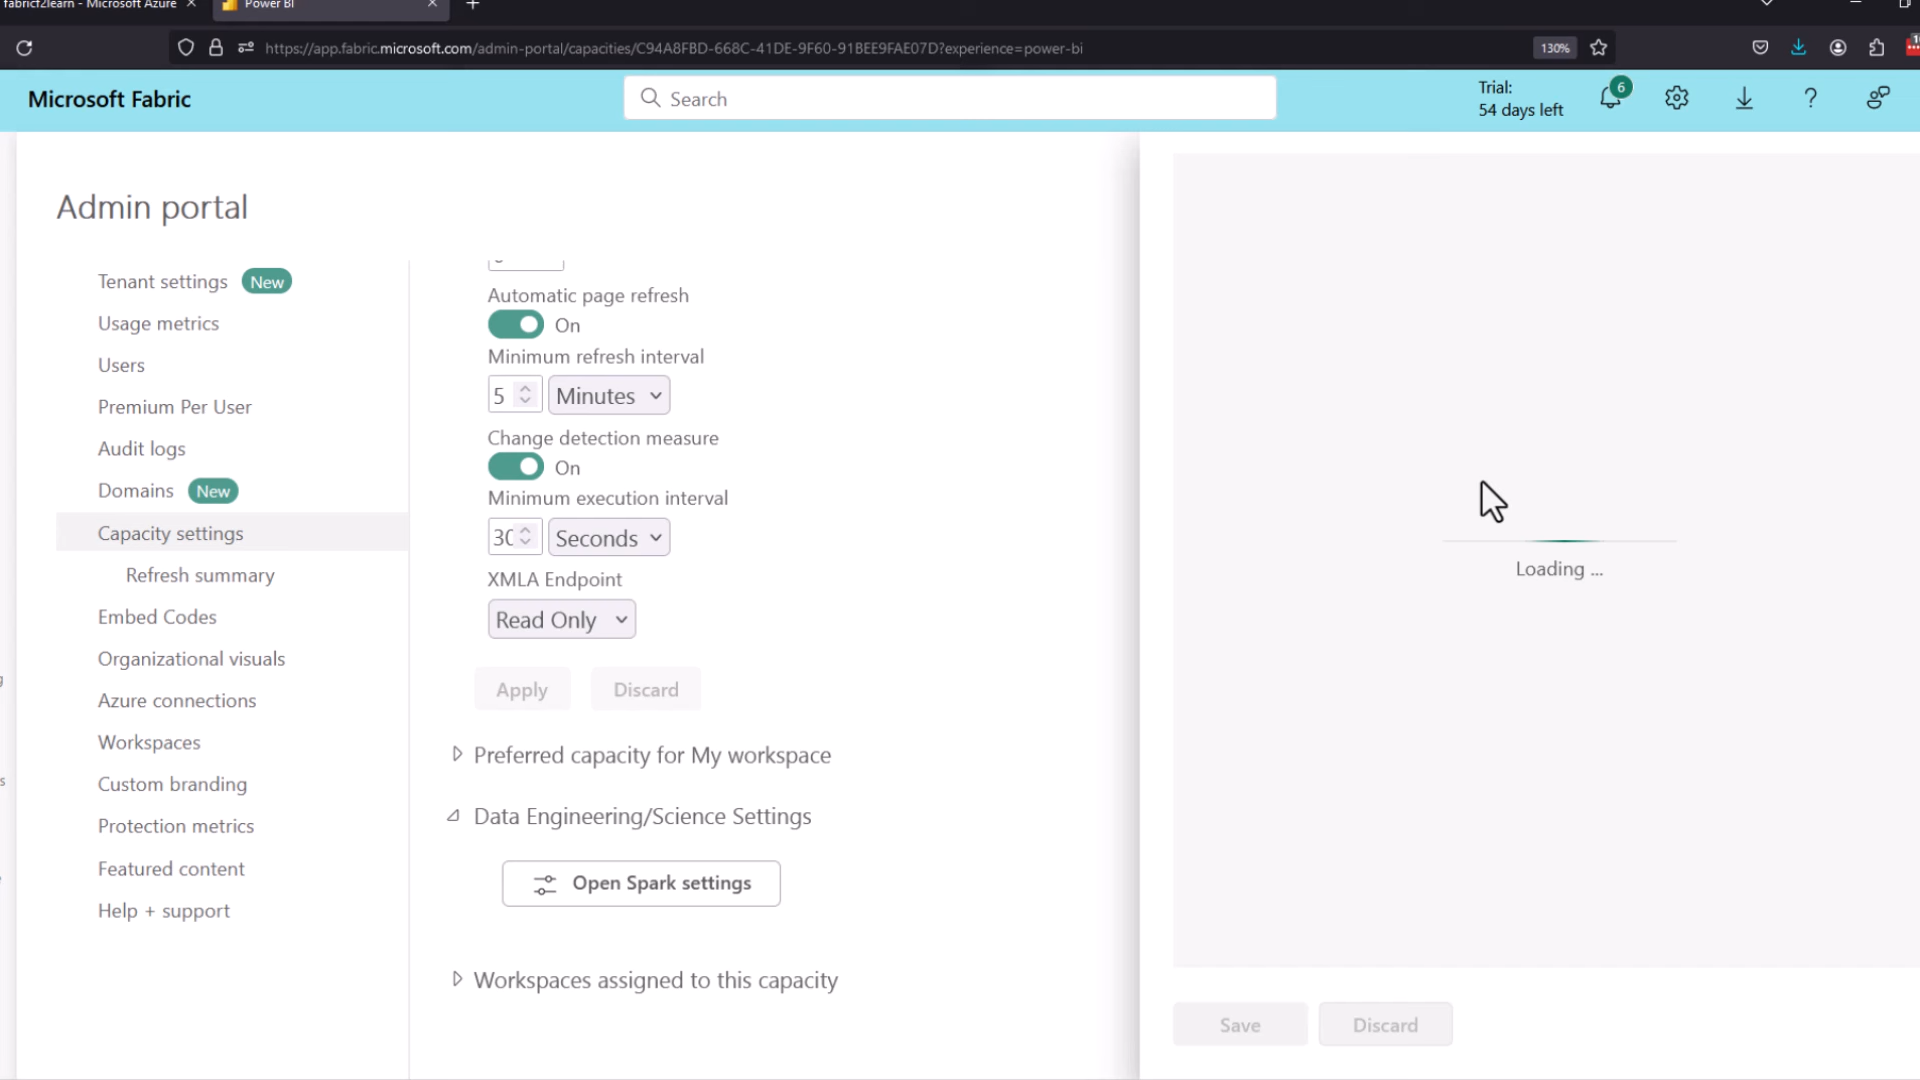 fabricf2learn - Microsoft Azure
Power BI
https://app.fabric.microsoft.com/admin-portal/capacities/C94A8FBD-668C-41DE-9F60-91BEE9FAE07D?experience=power-bi
130%
Microsoft Fabric
Search
Trial:
54 days left
6
Admin portal
Tenant settings New
Usage metrics
Users
Premium Per User
Audit logs
Domains New
Capacity settings
Refresh summary
Embed Codes
Organizational visuals
Azure connections
Workspaces
Custom branding
Protection metrics
Featured content
Help + support
Automatic page refresh
On
Minimum refresh interval
5 Minutes
Change detection measure
On
Minimum execution interval
30 Seconds
XMLA Endpoint
Read Only
Apply Discard
Preferred capacity for My workspace
Data Engineering/Science Settings
Open Spark settings
Workspaces assigned to this capacity
Loading ...
Save Discard